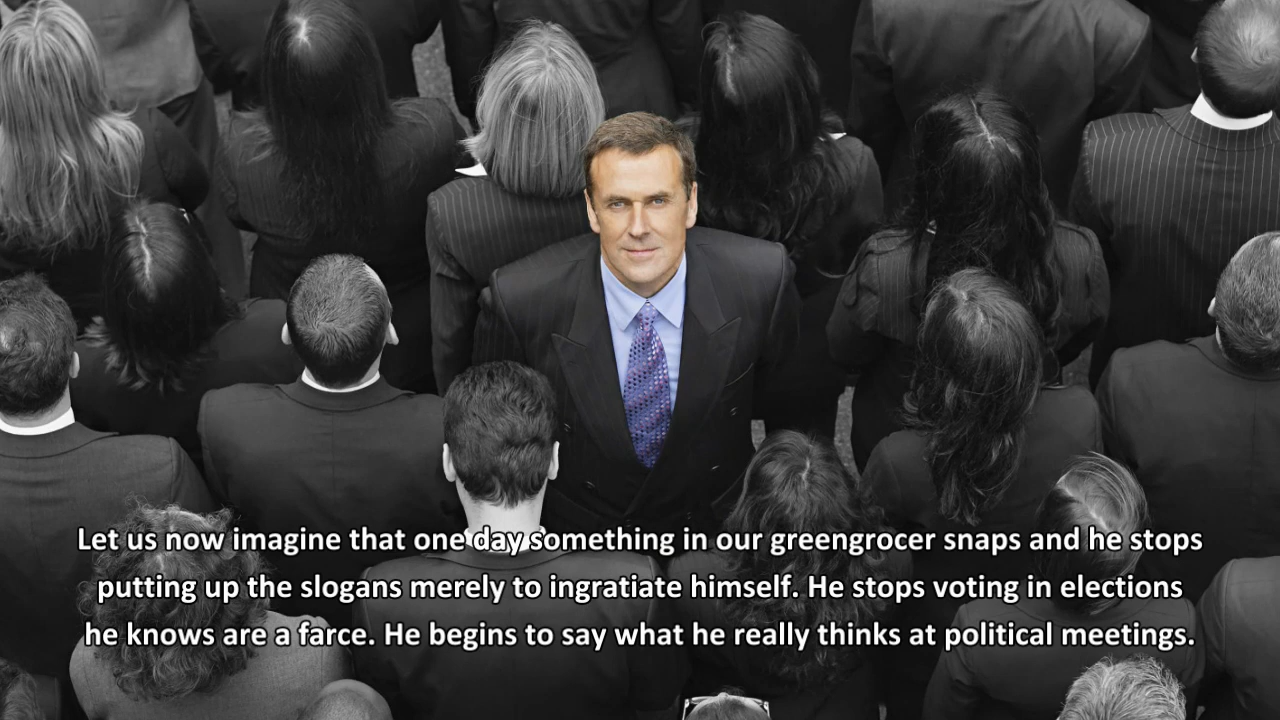 Let us now imagine that one day something in our greengrocer snaps and he stops
putting up the slogans merely to ingratiate himself. He stops voting in elections
he knows are a farce. He begins to say what he really thinks at political meetings.